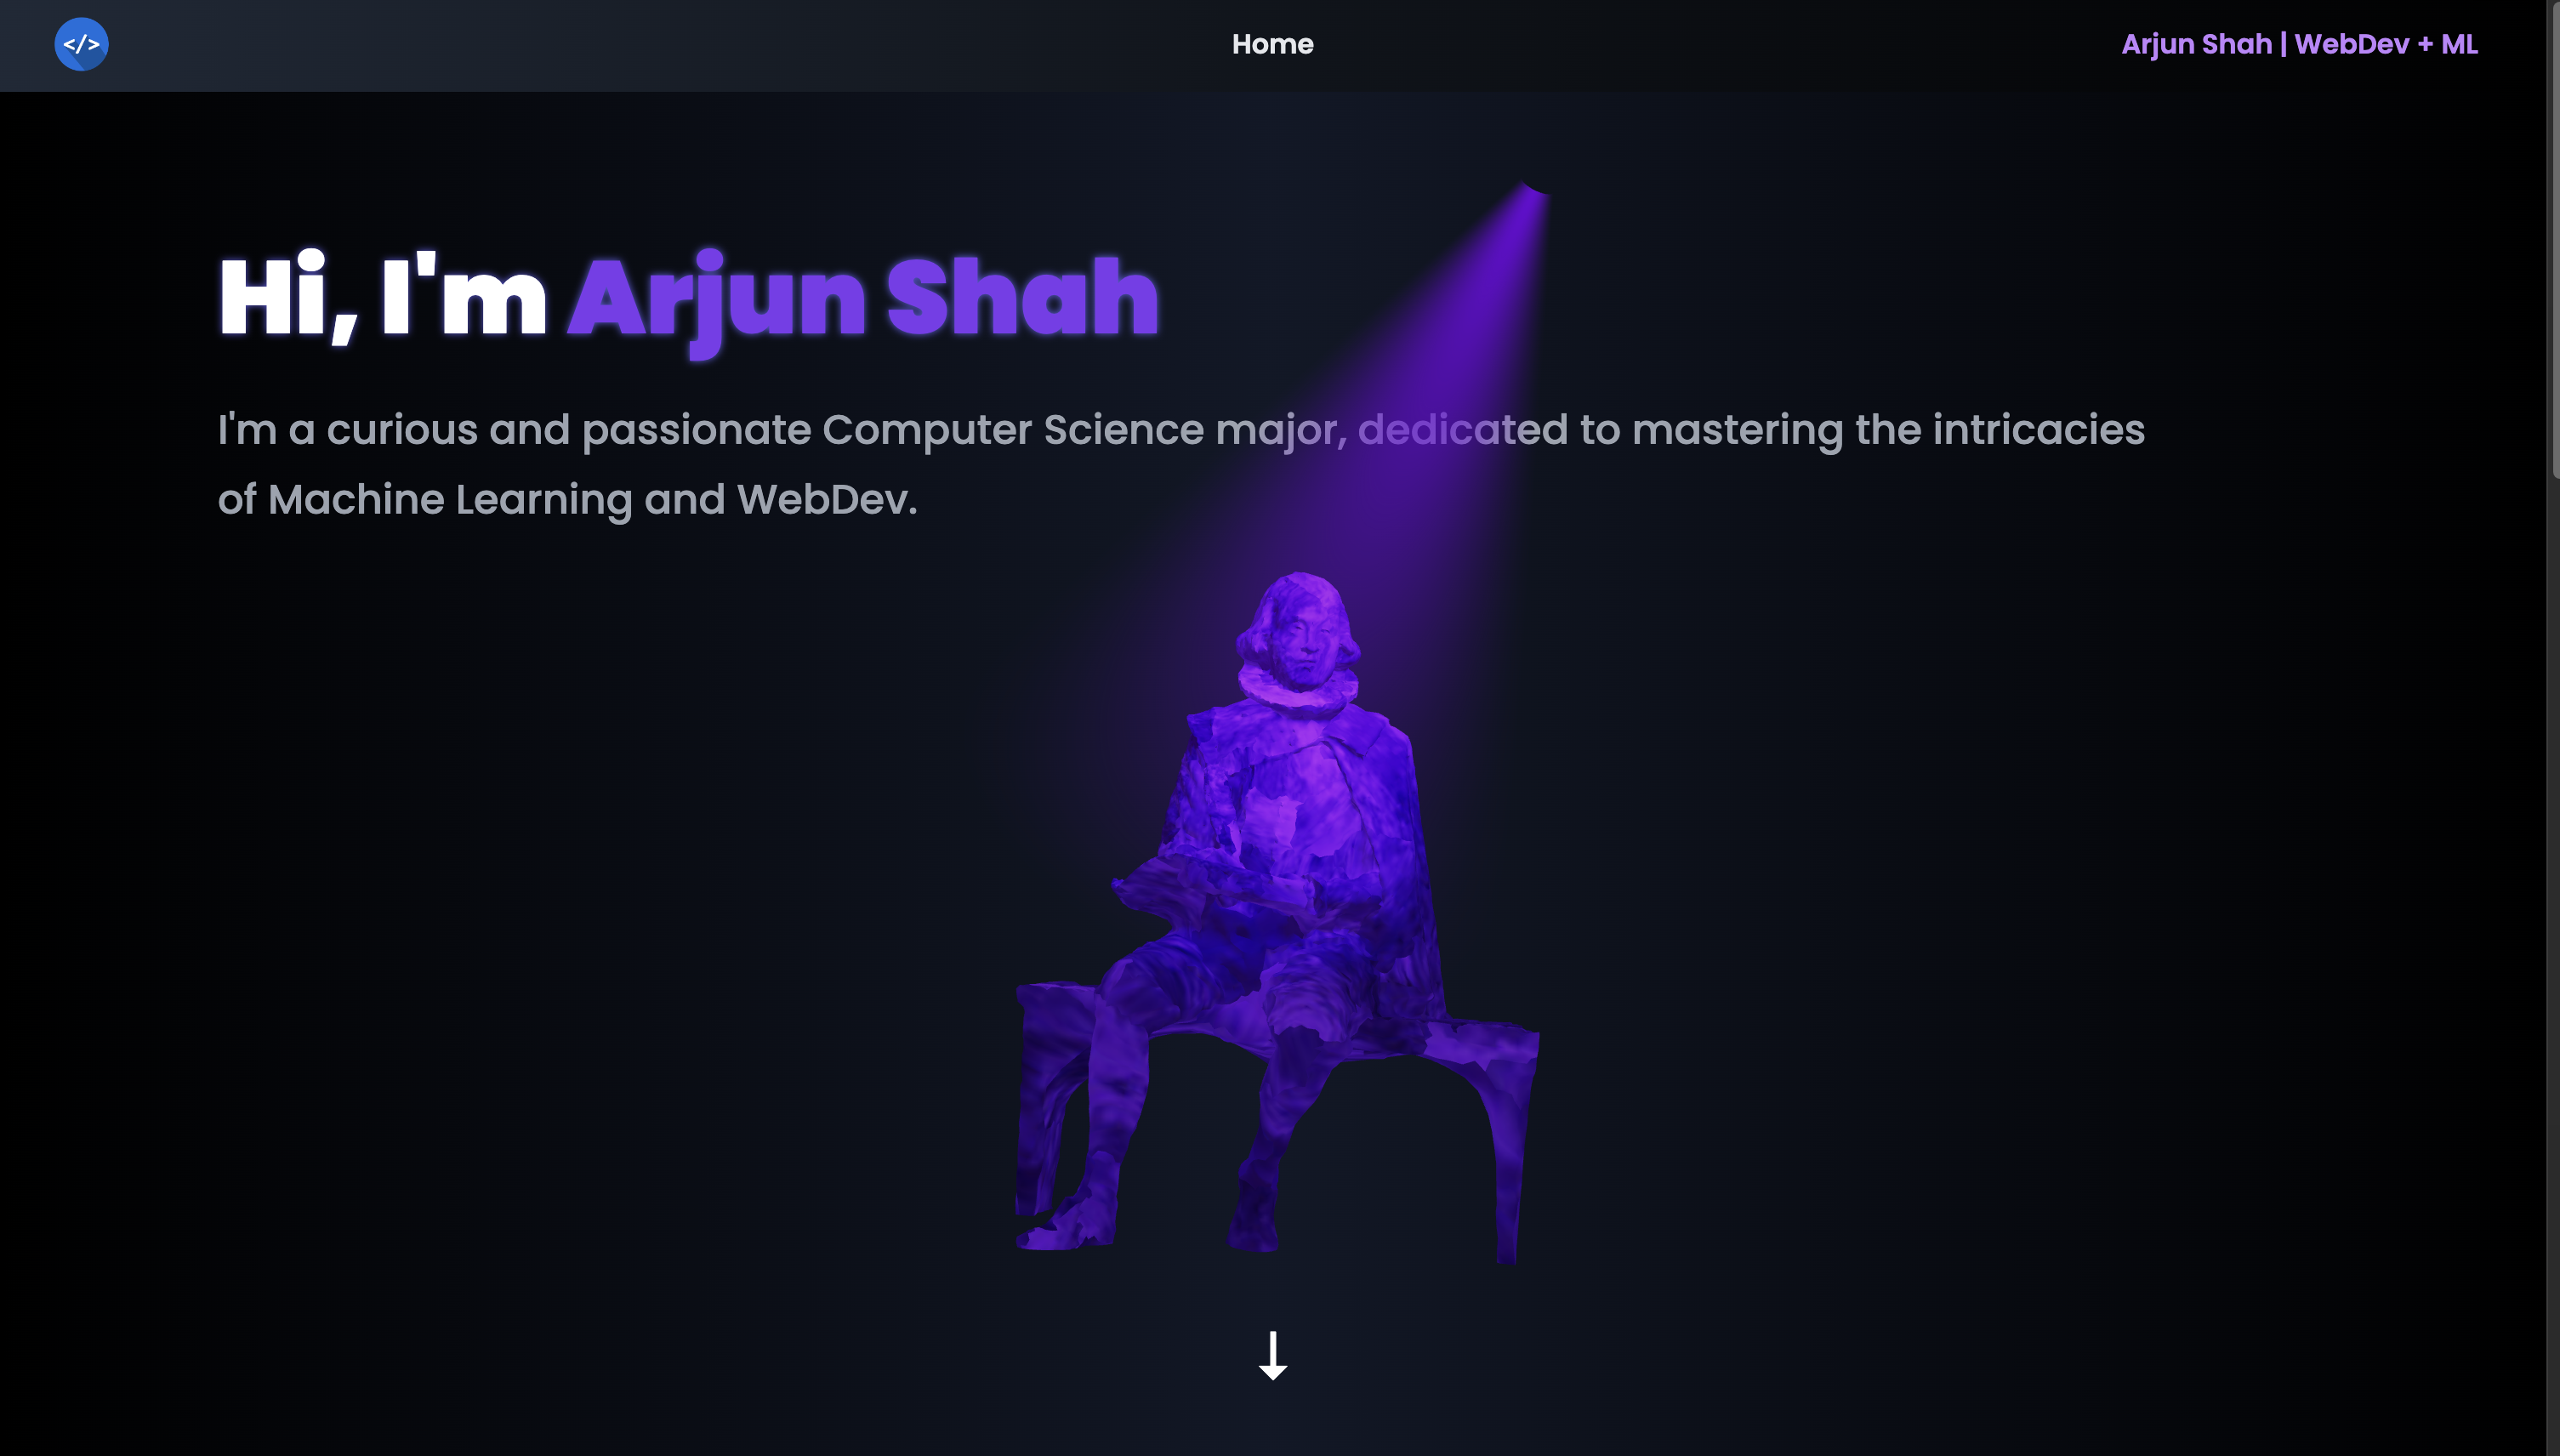 </>
Home
Arjun Shah | WebDev + ML
Hi, I'm Arjun Shah
I'm a curious and passionate Computer Science major, dedicated to mastering the intricacies
of Machine Learning and WebDev.